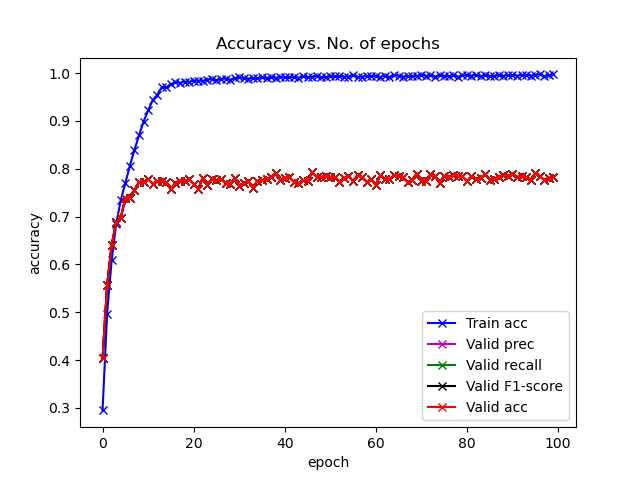 Accuracy vs. No. of epochs
1.0
0.9
0.8
0.7
0.6
0.5
0.4
0.3
accuracy
Train acc
Valid prec
Valid recall
Valid F1-score
Valid acc
0 20 40 60 80 100
epoch